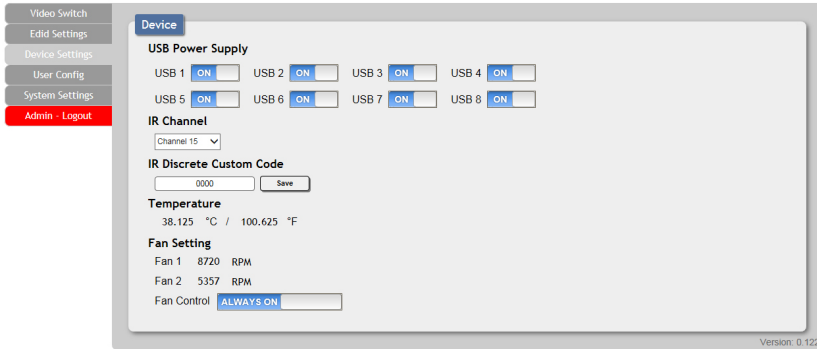 Video Switch
Edid Settings
Device Settings
User Config
System Settings
Admin - Logout
Device
USB Power Supply
USB 1 ON USB 2 ON USB 3 ON USB 4 ON
USB 5 ON USB 6 ON USB 7 ON USB 8 ON
IR Channel
Channel 15
IR Discrete Custom Code
0000 Save
Temperature
38.125 °C / 100.625 °F
Fan Setting
Fan 1 8720 RPM
Fan 2 5357 RPM
Fan Control ALWAYS ON
Version: 0.122